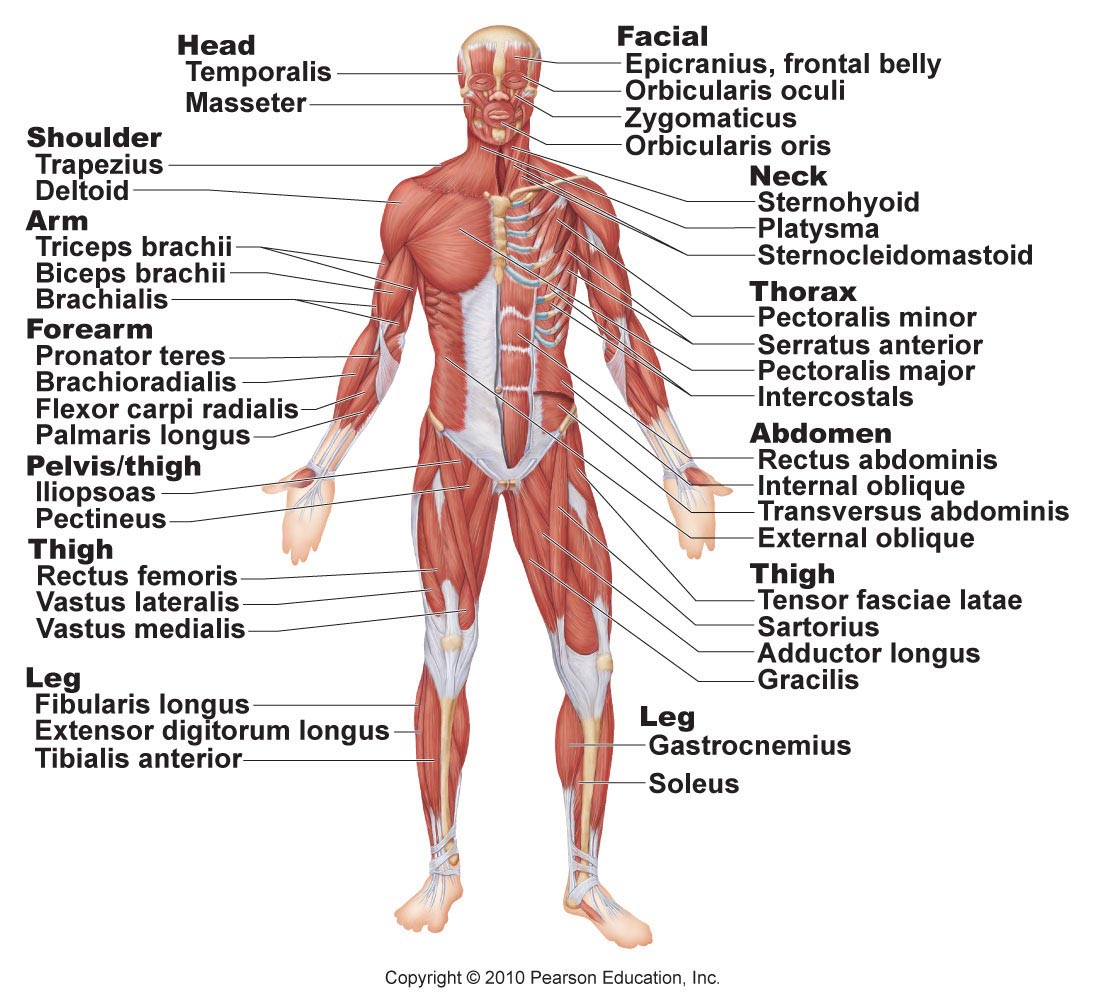 Head
Temporalis
Masseter
Shoulder
Trapezius
Deltoid
Arm
Triceps brachii
Biceps brachii
Brachialis
Forearm
Pronator teres
Brachioradialis
Flexor carpi radialis
Palmaris longus
Pelvis/thigh
Iliopsoas
Pectineus
Thigh
Rectus femoris
Vastus lateralis
Vastus medialis
Leg
Fibularis longus
Extensor digitorum longus
Tibialis anterior
Facial
Epicranius, frontal belly
Orbicularis oculi
Zygomaticus
Orbicularis oris
Neck
Sternohyoid
Platysma
Sternocleidomastoid
Thorax
Pectoralis minor
Serratus anterior
Pectoralis major
Intercostals
Abdomen
Rectus abdominis
Internal oblique
Transversus abdominis
External oblique
Thigh
Tensor fasciae latae
Sartorius
Adductor longus
Gracilis
Leg
Gastrocnemius
Soleus
Copyright © 2010 Pearson Education, Inc.